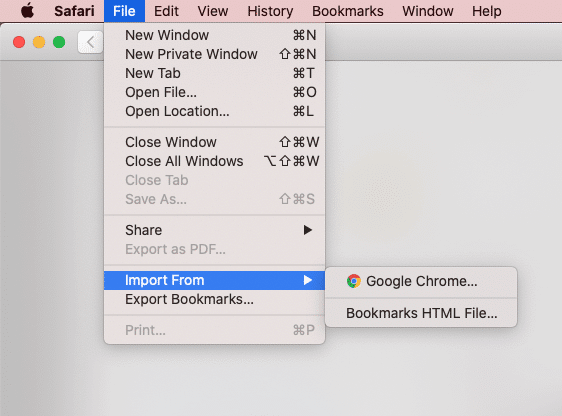 Safari File Edit View History Bookmarks Window Help
New Window ⌘N
New Private Window ⇧⌘N
New Tab ⌘T
Open File... ⌘O
Open Location... ⌘L
Close Window ⇧⌘W
Close All Windows ⌥⇧⌘W
Close Tab
Save As... ⇧⌘S
Share
Export as PDF...
Import From
Google Chrome...
Export Bookmarks...
Bookmarks HTML File...
Print... ⌘P